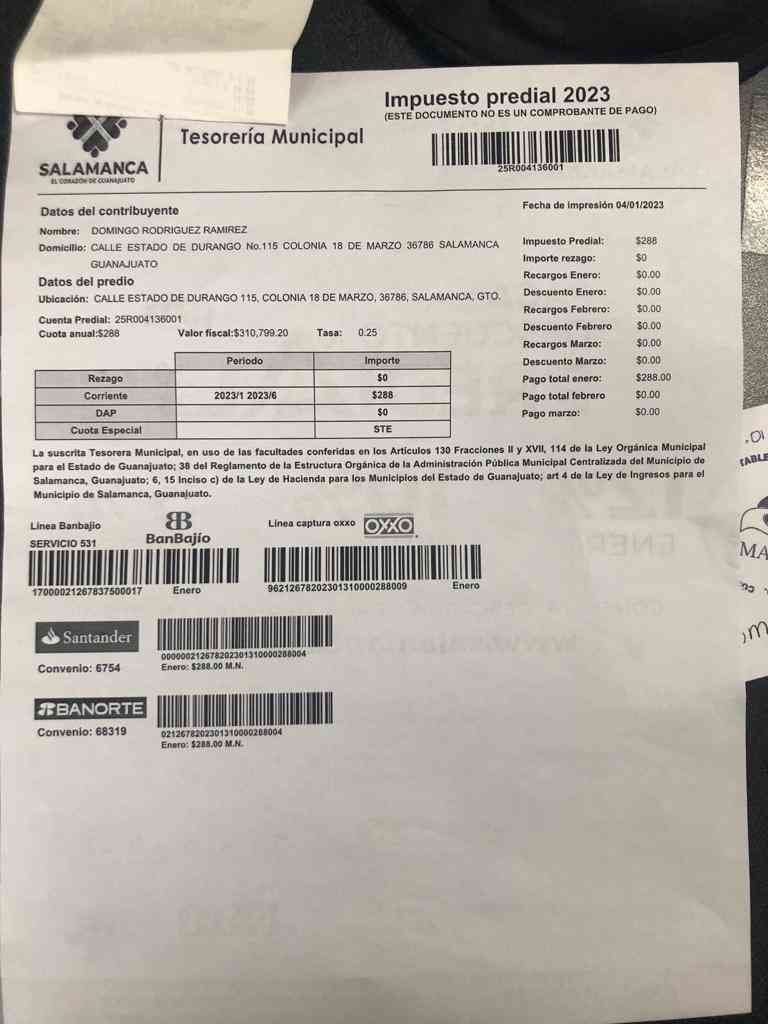 Impuesto predial 2023
(ESTE DOCUMENTO NO ES UN COMPROBANTE DE PAGO)
Tesorería Municipal
SALAMANCA
EL CORAZÓN DE GUANAJUATO
25R004136001
Fecha de impresión 04/01/2023
Datos del contribuyente
Nombre: DOMINGO RODRIGUEZ RAMIREZ
Domicilio: CALLE ESTADO DE DURANGO No.115 COLONIA 18 DE MARZO 36786 SALAMANCA
GUANAJUATO
Datos del predio
Ubicación: CALLE ESTADO DE DURANGO 115, COLONIA 18 DE MARZO, 36786, SALAMANCA, GTO.
Cuenta Predial: 25R004136001
Cuota anual:$288 Valor fiscal:$310,799.20 Tasa: 0.25
Impuesto Predial: $288
Importe rezago: $0
Recargos Enero: $0.00
Descuento Enero: $0.00
Recargos Febrero: $0.00
Descuento Febrero $0.00
Recargos Marzo: $0.00
Descuento Marzo: $0.00
Pago total enero: $288.00
Pago total febrero $0.00
Pago marzo: $0.00
Periodo Importe
Rezago $0
Corriente 2023/1 2023/6 $288
DAP $0
Cuota Especial STE
La suscrita Tesorera Municipal, en uso de las facultades conferidas en los Artículos 130 Fracciones II y XVII, 114 de la Ley Orgánica Municipal
para el Estado de Guanajuato; 38 del Reglamento de la Estructura Orgánica de la Administración Pública Municipal Centralizada del Municipio de
Salamanca, Guanajuato; 6, 15 Inciso c) de la Ley de Hacienda para los Municipios del Estado de Guanajuato; art 4 de la Ley de Ingresos para el
Municipio de Salamanca, Guanajuato.
Línea Banbajio
SERVICIO 531
BanBajío
17000021267837500017 Enero
Línea captura oxxo OXXO
96212678202301310000288009 Enero
Santander
Convenio: 6754
0000002126782023013100002880​04
Enero: $288.00 M.N.
BANORTE
Convenio: 68319
021267820230131000028​8004
Enero: $288.00 M.N.